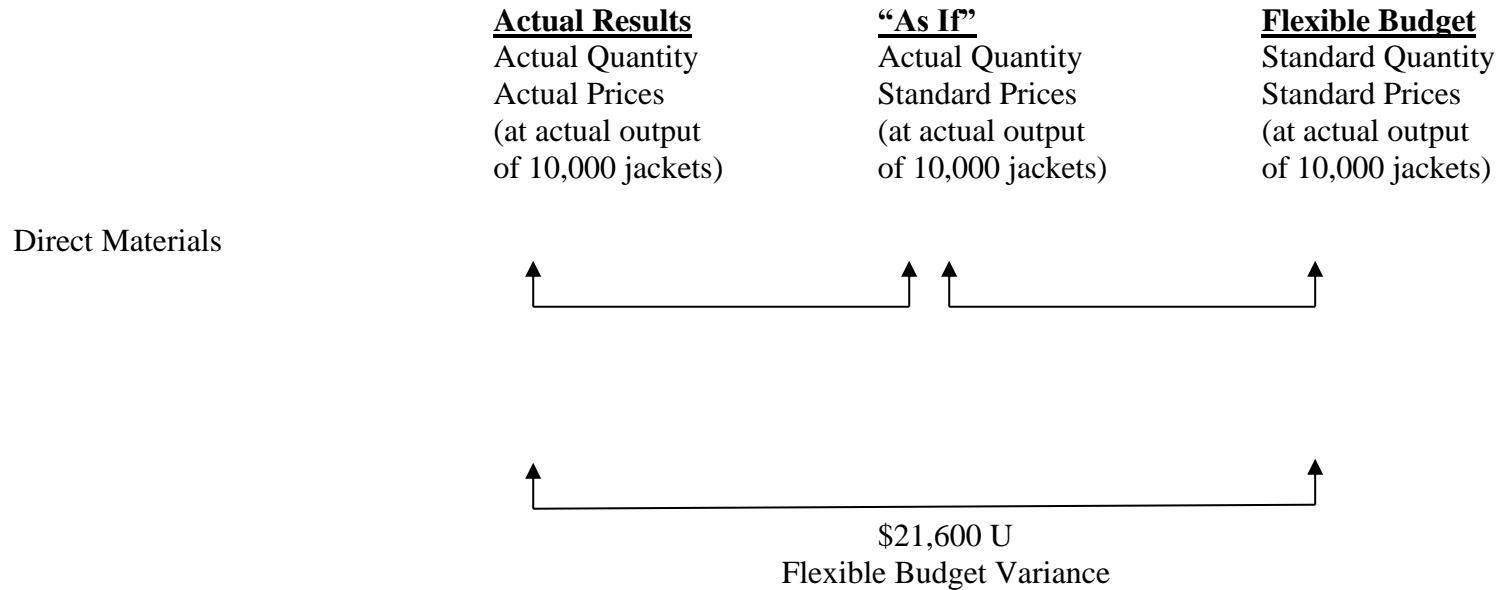 Actual Results “As If” Flexible Budget
Actual Quantity Actual Quantity Standard Quantity
Actual Prices Standard Prices Standard Prices
(at actual output (at actual output (at actual output
of 10,000 jackets) of 10,000 jackets) of 10,000 jackets)
Direct Materials
$21,600 U
Flexible Budget Variance